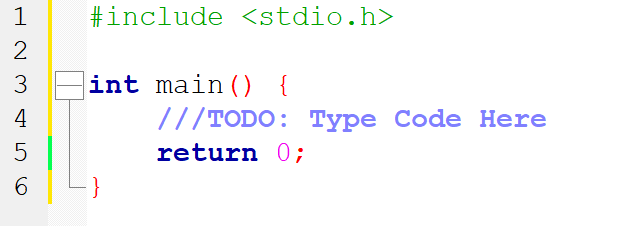 1 #include <stdio.h>
2
3 int main() {
4 ///TODO: Type Code Here
5 return 0;
6 }